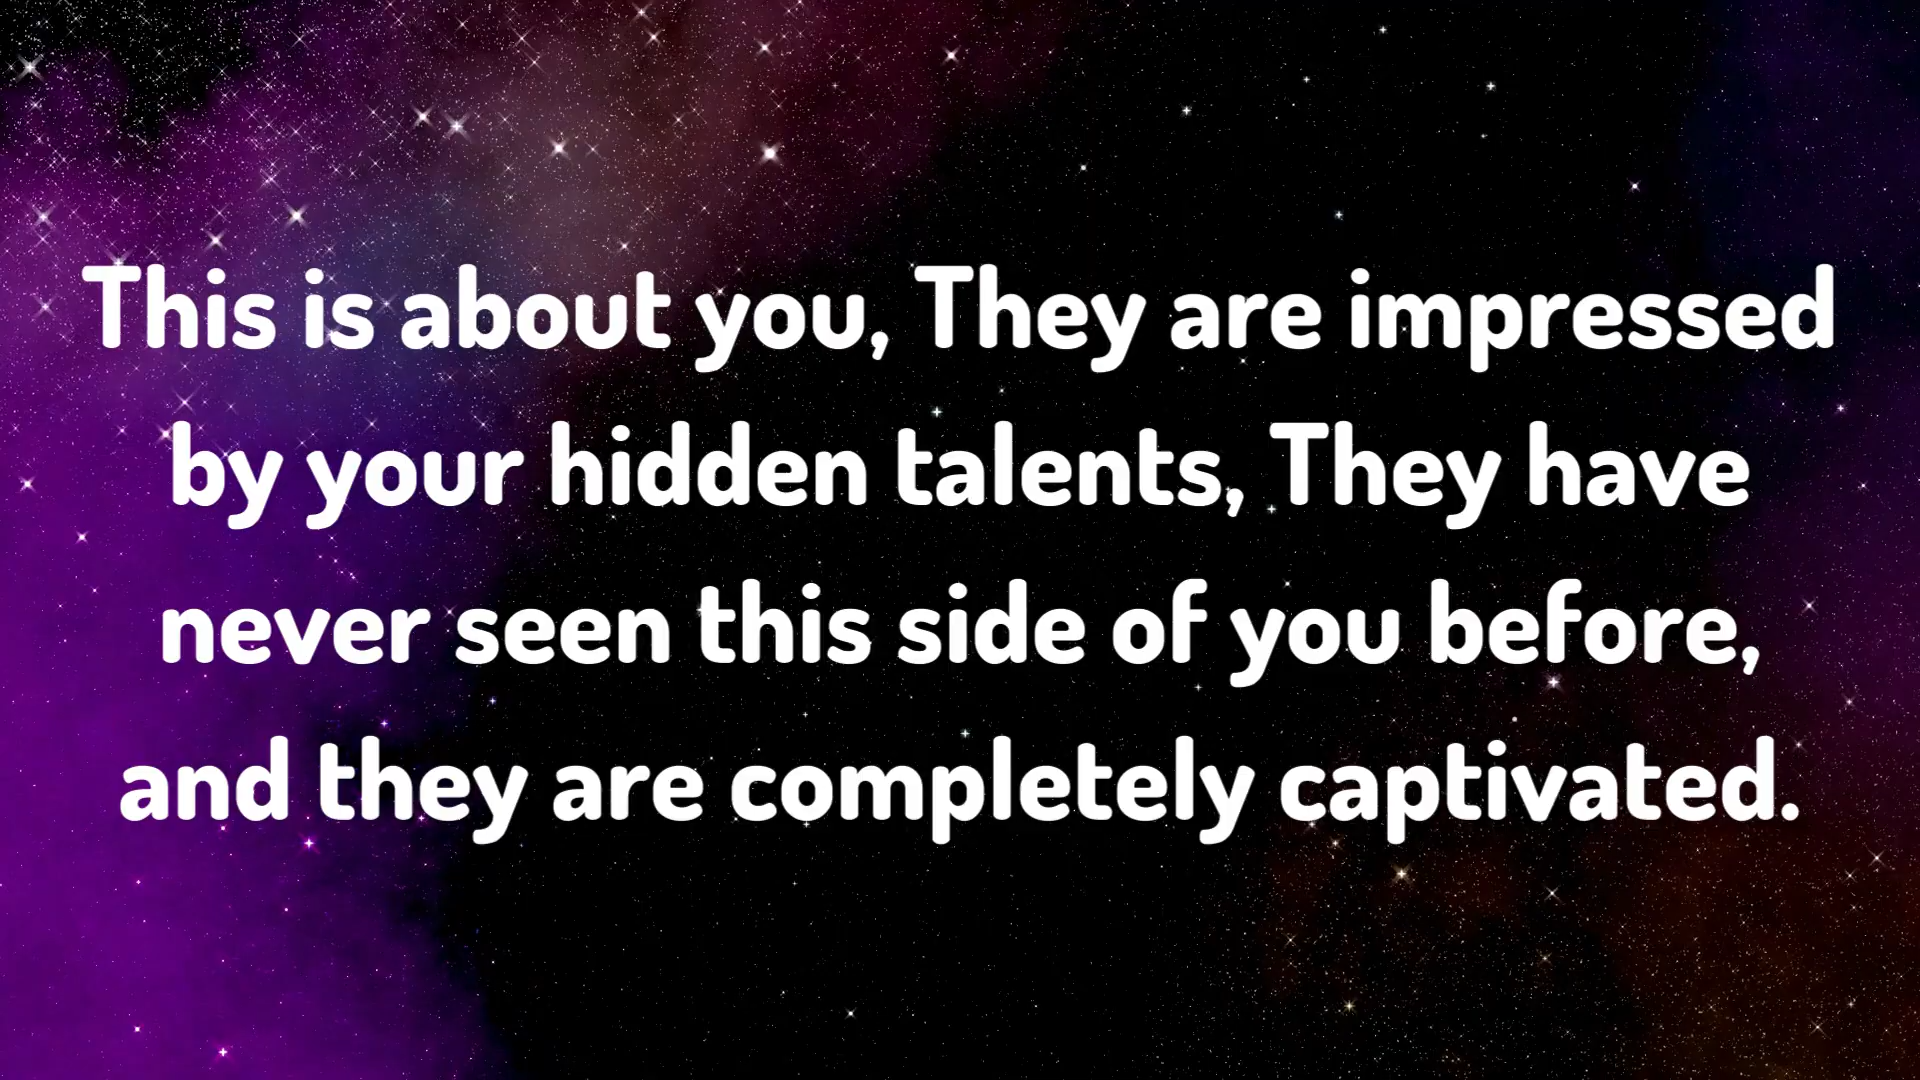 This is about you, They are impressed
by your hidden talents, They have
never seen this side of you before,
and they are completely captivated.